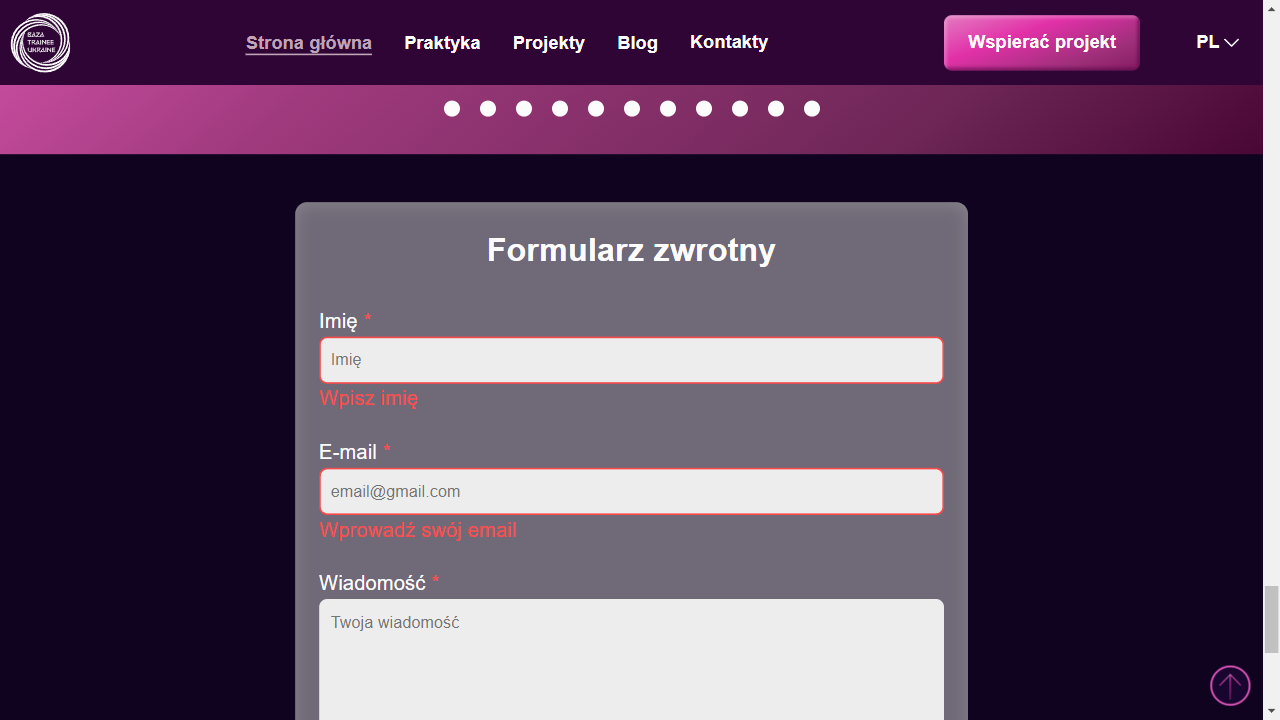 BAZA
TRAINEE
UKRAINE
Strona główna
Praktyka
Projekty
Blog
Kontakty
Wspierać projekt
PL
Formularz zwrotny
Imię *
Imię
Wpisz imię
E-mail *
email@gmail.com
Wprowadź swój email
Wiadomość *
Twoja wiadomość